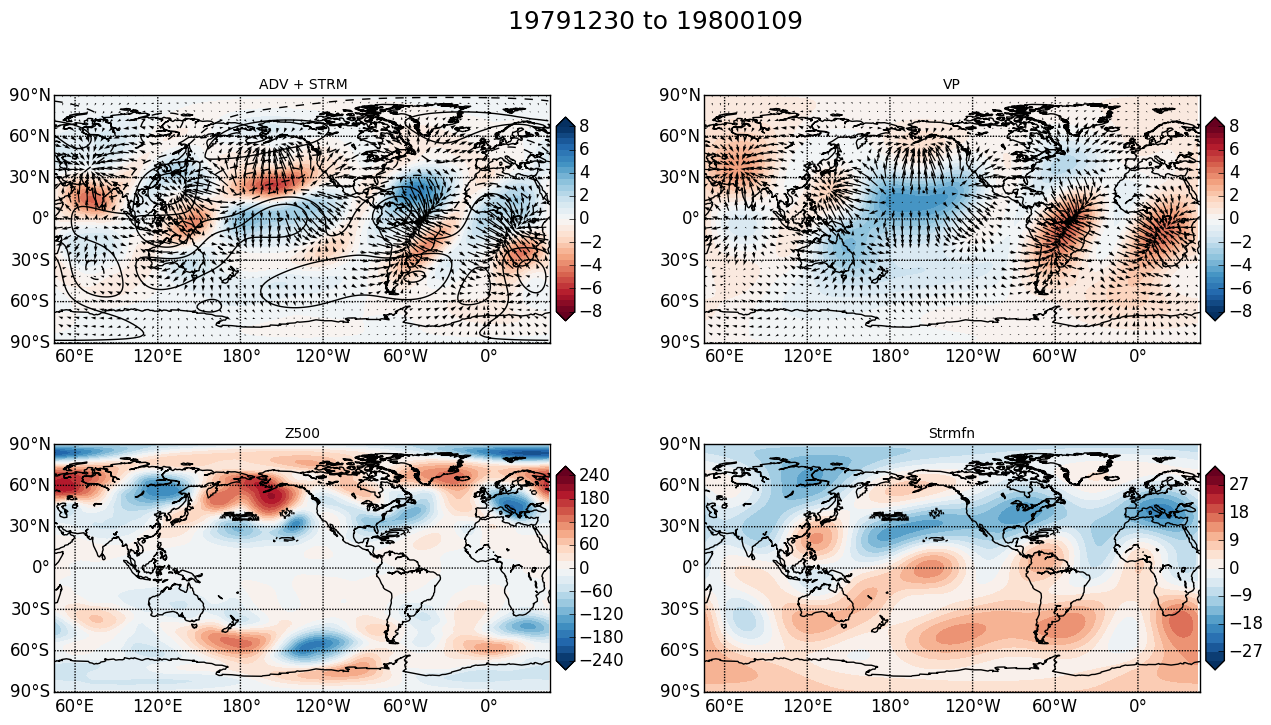 19791230 to 19800109
ADV + STRM
90°N
60°N
30°N
0°
30°S
60°S
90°S
60°E 120°E 180° 120°W 60°W 0°
8
6
4
2
0
−2
−4
−6
−8
VP
90°N
60°N
30°N
0°
30°S
60°S
90°S
60°E 120°E 180° 120°W 60°W 0°
8
6
4
2
0
−2
−4
−6
−8
Z500
90°N
60°N
30°N
0°
30°S
60°S
90°S
60°E 120°E 180° 120°W 60°W 0°
240
180
120
60
0
−60
−120
−180
−240
Strmfn
90°N
60°N
30°N
0°
30°S
60°S
90°S
60°E 120°E 180° 120°W 60°W 0°
27
18
9
0
−9
−18
−27